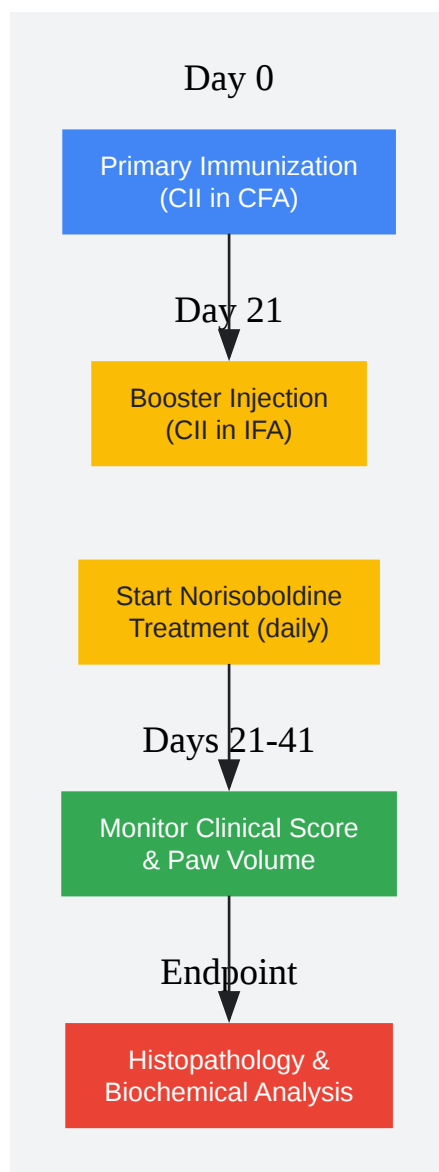 Day 0
Primary Immunization
(CII in CFA)
Day 21
Booster Injection
(CII in IFA)
Start Norisoboldine
Treatment (daily)
Days 21-41
Monitor Clinical Score
& Paw Volume
Endpoint
Histopathology &
Biochemical Analysis